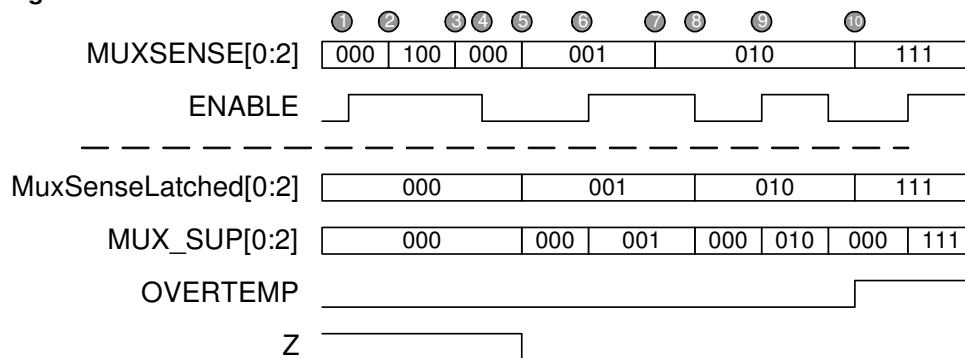 1 2 3 4 5 6 7 8 9 10
MUXSENSE[0:2] 000 100 000 001 010 111
ENABLE
MuxSenseLatched[0:2] 000 001 010 111
MUX_SUP[0:2] 000 000 001 000 010 000 111
OVERTEMP
Z